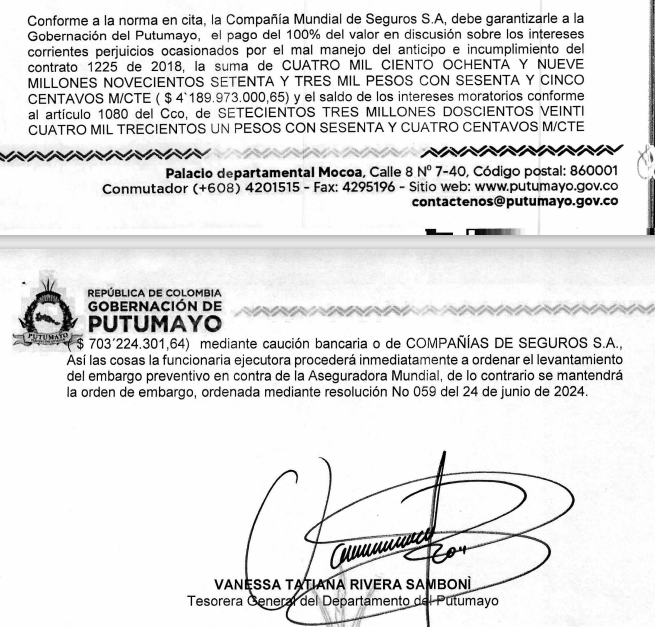 Conforme a la norma en cita, la Compañía Mundial de Seguros S.A, debe garantizarle a la
Gobernación del Putumayo, el pago del 100% del valor en discusión sobre los intereses
corrientes perjuicios ocasionados por el mal manejo del anticipo e incumplimiento del
contrato 1225 de 2018, la suma de CUATRO MIL CIENTO OCHENTA Y NUEVE
MILLONES NOVECIENTOS SETENTA Y TRES MIL PESOS CON SESENTA Y CINCO
CENTAVOS M/CTE ( $ 4`189.973.000,65) y el saldo de los intereses moratorios conforme
al artículo 1080 del Cco, de SETECIENTOS TRES MILLONES DOSCIENTOS VEINTI
CUATRO MIL TRECIENTOS UN PESOS CON SESENTA Y CUATRO CENTAVOS M/CTE
Palacio departamental Mocoa, Calle 8 Nº 7-40, Código postal: 860001
Conmutador (+608) 4201515 - Fax: 4295196 - Sitio web: www.putumayo.gov.co
contactenos@putumayo.gov.co
REPÚBLICA DE COLOMBIA
GOBERNACIÓN DE
PUTUMAYO
PUTUMAYO
( $ 703´224.301,64) mediante caución bancaria o de COMPAÑÍAS DE SEGUROS S.A.,
Así las cosas la funcionaria ejecutora procederá inmediatamente a ordenar el levantamiento
del embargo preventivo en contra de la Aseguradora Mundial, de lo contrario se mantendrá
la orden de embargo, ordenada mediante resolución No 059 del 24 de junio de 2024.
VANESSA TATIANA RIVERA SAMBONÌ
Tesorera General del Departamento del Putumayo